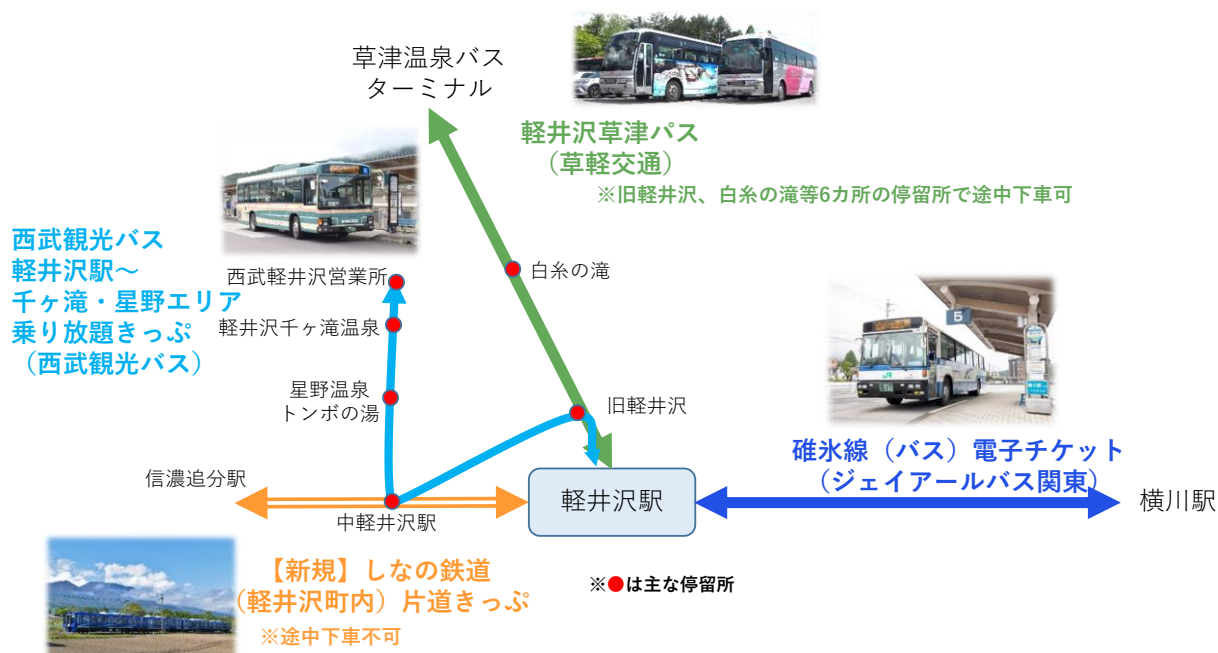 草津温泉バス
ターミナル
軽井沢草津パス
（草軽交通）
※旧軽井沢、白糸の滝等6カ所の停留所で途中下車可
西武観光バス
軽井沢駅～
千ヶ滝・星野エリア
乗り放題きっぷ
（西武観光バス）
西武軽井沢営業所
軽井沢千ヶ滝温泉
星野温泉
トンボの湯
白糸の滝
旧軽井沢
5
JR
碓氷線（バス）電子チケット
（ジェイアールバス関東）
信濃追分駅
中軽井沢駅
軽井沢駅
横川駅
【新規】しなの鉄道
（軽井沢町内）片道きっぷ
※途中下車不可
※●は主な停留所